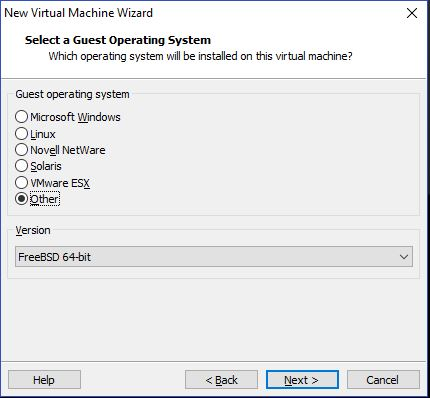 New Virtual Machine Wizard
Select a Guest Operating System
Which operating system will be installed on this virtual machine?
Guest operating system
Microsoft Windows
Linux
Novell NetWare
Solaris
VMware ESX
Other
Version
FreeBSD 64-bit
Help
< Back
Next >
Cancel